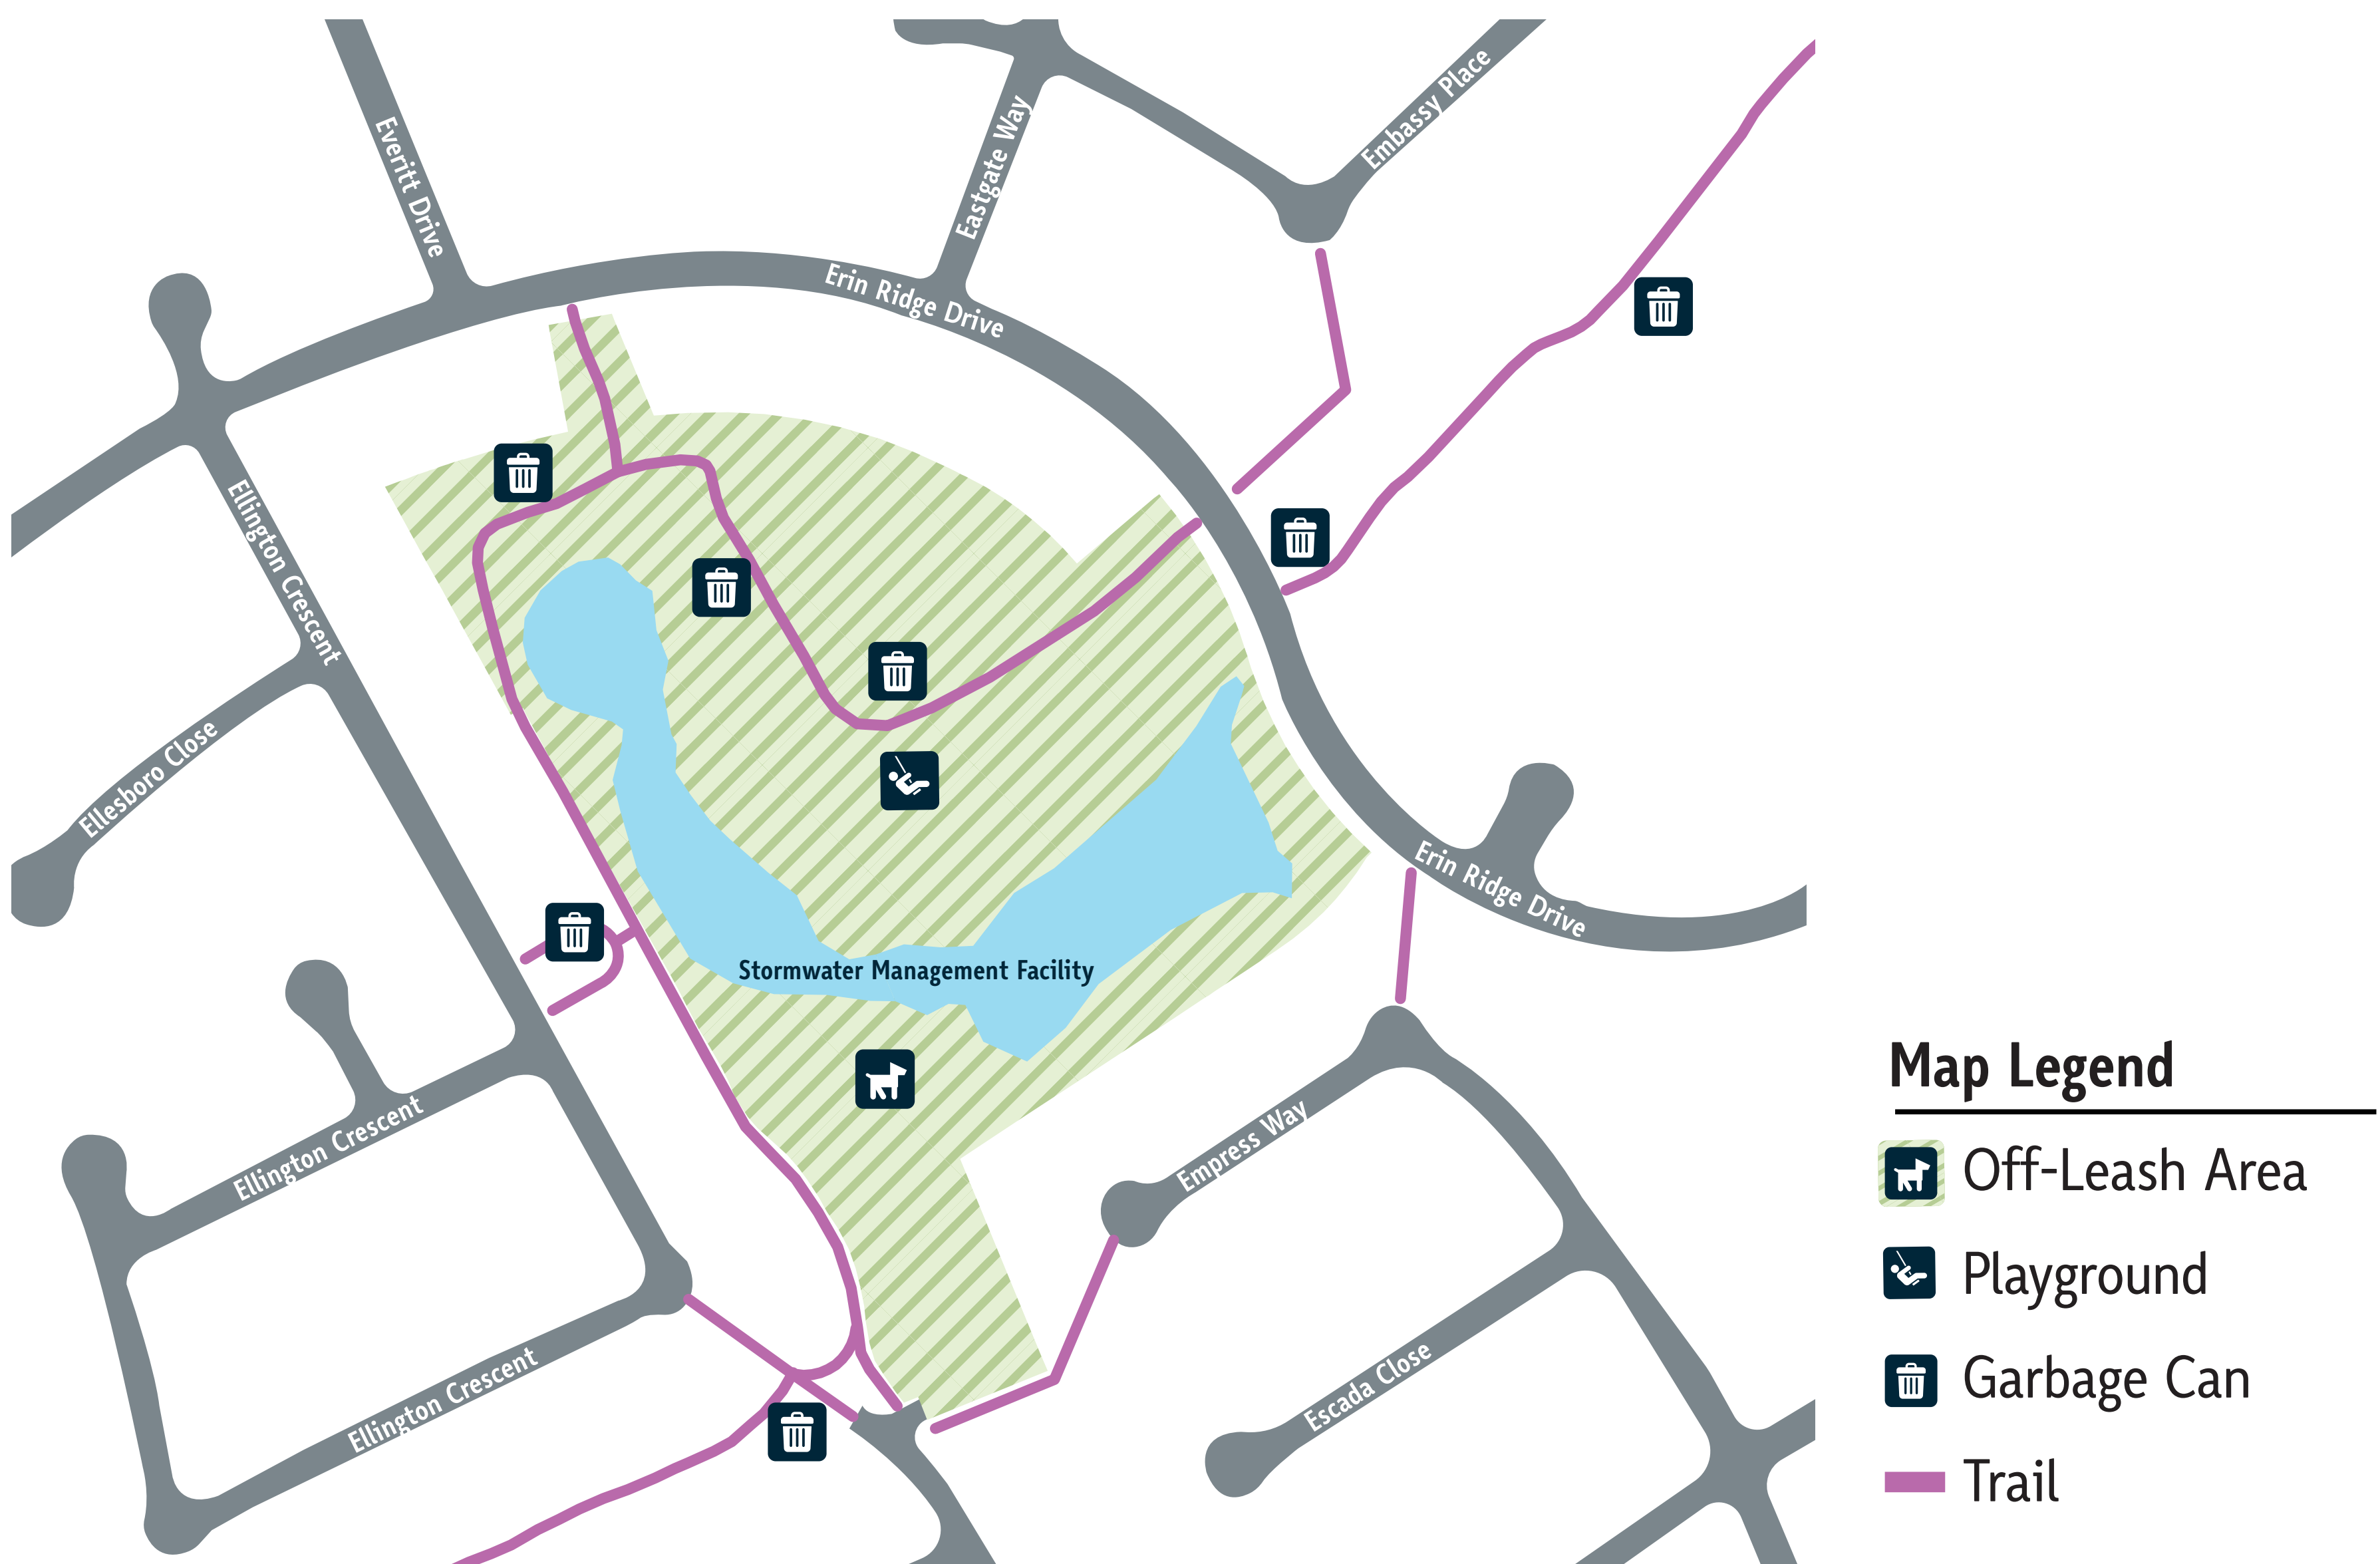 Everitt Drive
Eastgate Way
Embassy Place
Erin Ridge Drive
Ellington Crescent
Ellesboro Close
Erin Ridge Drive
Stormwater Management Facility
Ellington Crescent
Empress Way
Ellington Crescent
Escada Close
Map Legend
Off-Leash Area
Playground
Garbage Can
Trail